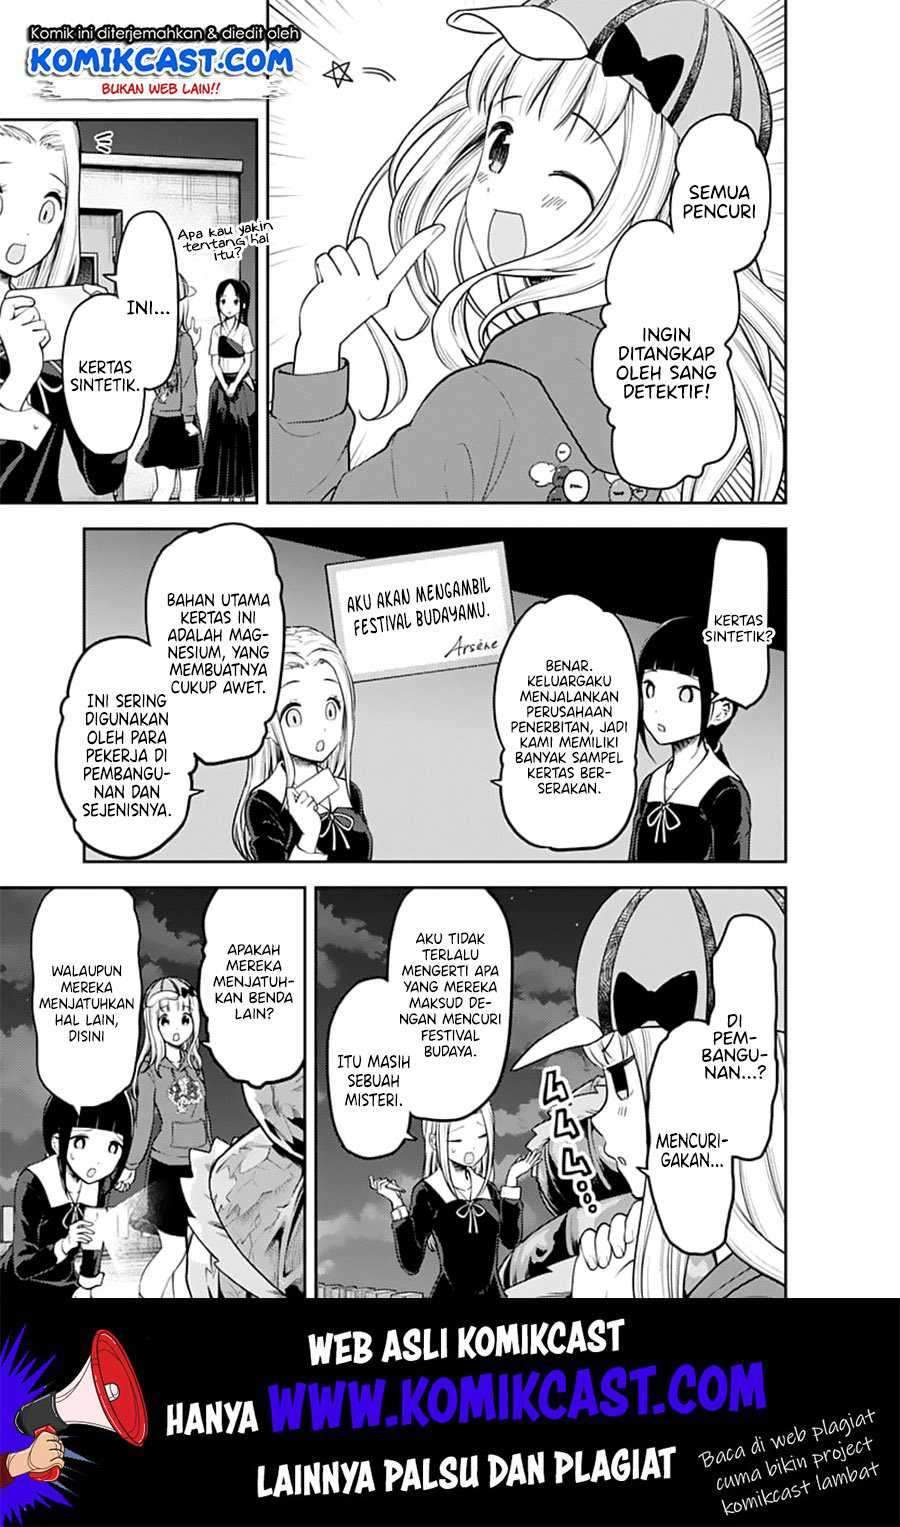 Komik ini diterjemahkan & diedit oleh
KOMIKCAST.COM
BUKAN WEB LAIN!!
SEMUA
PENCURI
INGIN
DITANGKAP
OLEH SANG
DETEKTIF!
Apa kau yakin
tentang hal
itu?
INI...
KERTAS
SINTETIK.
KERTAS
SINTETIK?
BENAR.
KELUARGAKU
MENJALANKAN
PERUSAHAAN
PENERBITAN, JADI
KAMI MEMILIKI
BANYAK SAMPEL
KERTAS BER-
SERAKAN.
AKU AKAN MENGAMBIL
FESTIVAL BUDAYAMU.
Arsène
BAHAN UTAMA
KERTAS INI
ADALAH MAG-
NESIUM, YANG
MEMBUATNYA
CUKUP AWET.
INI SERING
DIGUNAKAN
OLEH PARA
PEKERJA DI
PEMBANGU-
NAN DAN
SEJENISNYA.
DI
PEM-
BANGU-
NAN...?
MENCURI-
GAKAN...
ムムム…
AKU TIDAK
TERLALU
MENGERTI APA
YANG MEREKA
MAKSUD DE-
NGAN MENCURI
FESTIVAL
BUDAYA.
ITU MASIH
SEBUAH
MISTERI.
APAKAH
MEREKA
MENJATUH-
KAN BENDA
LAIN?
WALAUPUN
MEREKA
MENJATUHKAN
HAL LAIN,
DISINI
WEB ASLI KOMIKCAST
HANYA WWW.KOMIKCAST.COM
LAINNYA PALSU DAN PLAGIAT
Baca di web plagiat
cuma bikin project
komikcast lambat